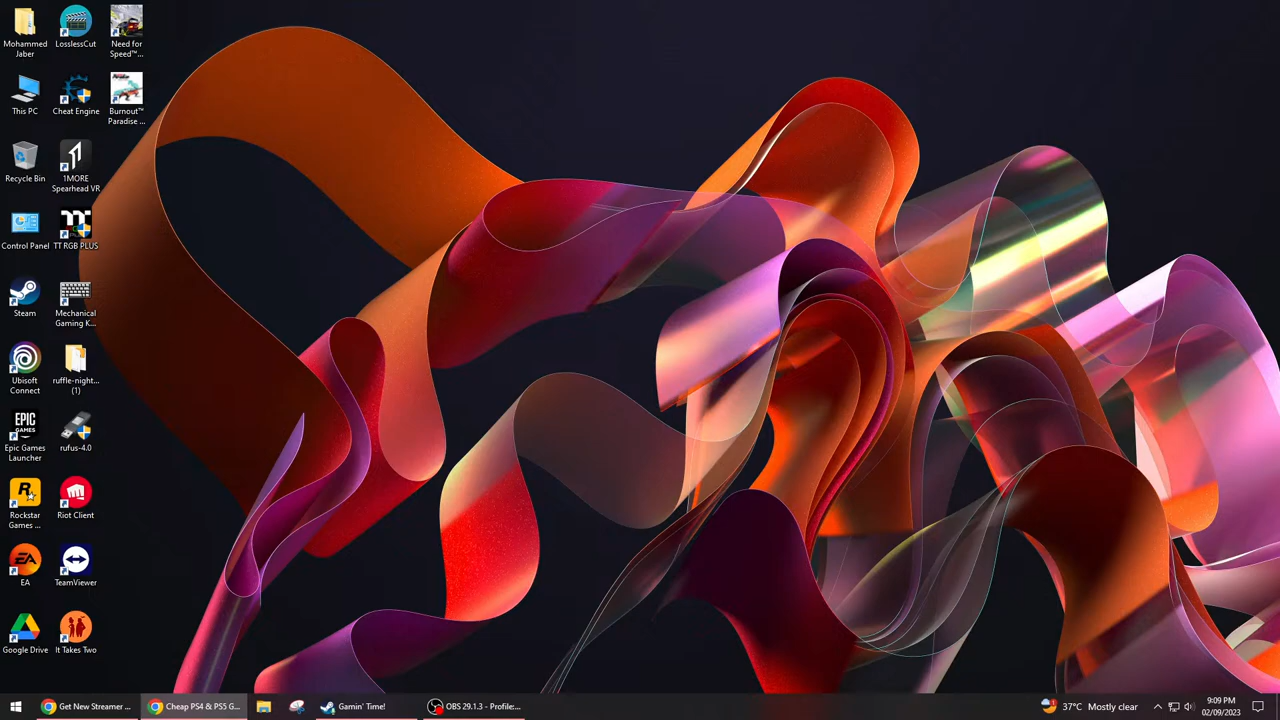 Mohammed
Jaber
LosslessCut
Need for
Speed™...
This PC
Cheat Engine
Burnout™
Paradise ...
Recycle Bin
1MORE
Spearhead VR
Control Panel
TT RGB PLUS
Steam
Mechanical
Gaming K...
Ubisoft
Connect
ruffle-night...
(1)
EPIC
GAMES
Epic Games
Launcher
rufus-4.0
Rockstar
Games ...
Riot Client
EA
EA
TeamViewer
Google Drive
It Takes Two
Get New Streamer ...
Cheap PS4 & PS5 G...
Gamin' Time!
OBS 29.1.3 - Profile:...
37°C Mostly clear
9:09 PM
02/09/2023